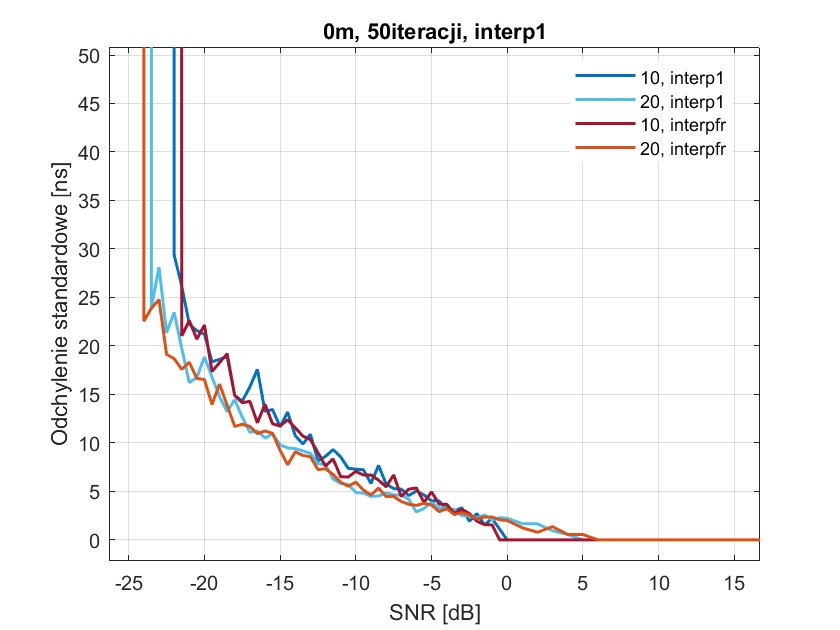 0m, 50iteracji, interp1
10, interp1
20, interp1
10, interpfr
20, interpfr
Odchylenie standardowe [ns]
50
45
40
35
30
25
20
15
10
5
0
-25 -20 -15 -10 -5 0 5 10 15
SNR [dB]